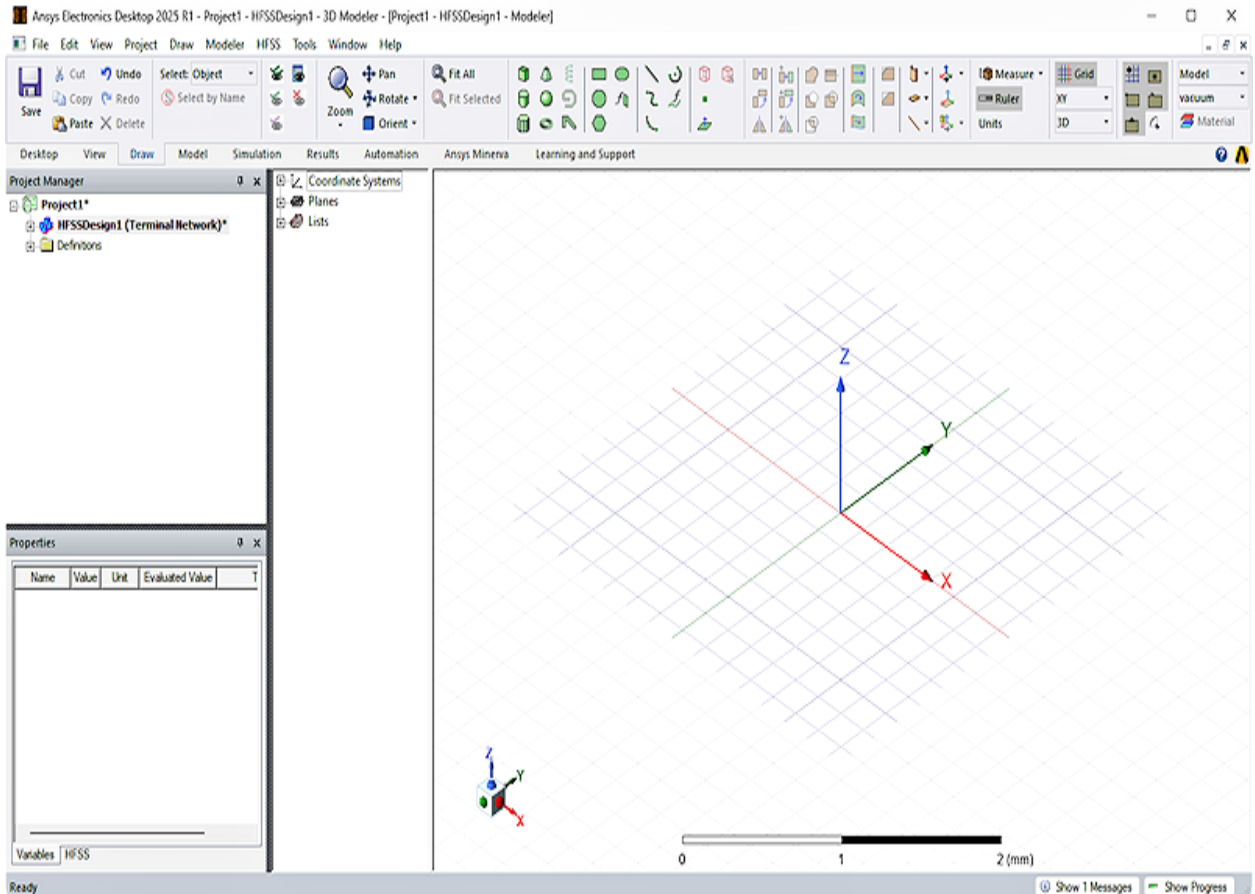 Ansys Electronics Desktop 2025 R1 - Project1 - HFSSDesign1 - 3D Modeler - [Project1 - HFSSDesign1 - Modeler]
File Edit View Project Draw Modeler HFSS Tools Window Help
Save
Cut Undo
Copy Redo
Paste Delete
Select: Object
Select by Name
Zoom
Pan
Rotate
Orient
Fit All
Fit Selected
Measure
Ruler
Units
Grid
XY
3D
Model
vacuum
Material
Desktop View Draw Model Simulation Results Automation Ansys Minerva Learning and Support
Project Manager
Project1*
HFSSDesign1 (Terminal Network)*
Definitions
Coordinate Systems
Planes
Lists
Properties
Name Value Unit Evaluated Value T
Variables HFSS
Z
Y
X
Z
Y
X
0 1 2 (mm)
Ready
Show 1 Messages Show Progress